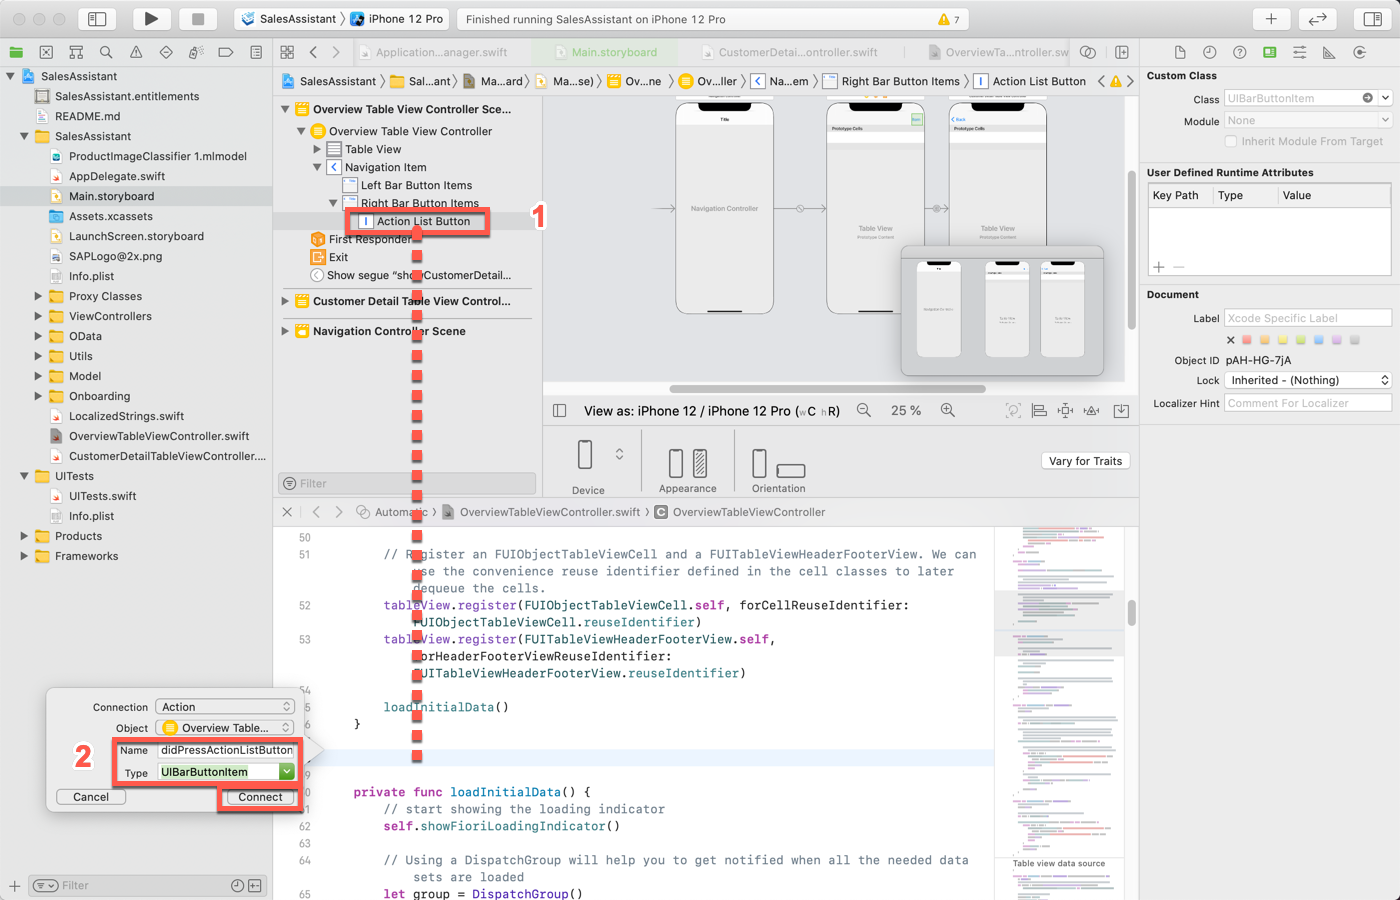 SalesAssistant
iPhone 12 Pro
Finished running SalesAssistant on iPhone 12 Pro
7
Application...anager.swift
Main.storyboard
CustomerDetai...ontroller.swift
OverviewTa...ntroller.sw
SalesAssistant
Sal...ant
Ma...ard
Ma...se)
Ov...ne
Ov...ller
Na...em
Right Bar Button Items
Action List Button
SalesAssistant
SalesAssistant.entitlements
README.md
SalesAssistant
ProductImageClassifier 1.mlmodel
AppDelegate.swift
Main.storyboard
Assets.xcassets
LaunchScreen.storyboard
SAPLogo@2x.png
Info.plist
Proxy Classes
ViewControllers
OData
Utils
Model
Onboarding
LocalizedStrings.swift
OverviewTableViewController.swift
CustomerDetailTableViewController....
UITests
UITests.swift
Info.plist
Products
Frameworks
Filter
Overview Table View Controller Sce...
Overview Table View Controller
Table View
Navigation Item
Left Bar Button Items
Right Bar Button Items
Action List Button
1
First Responder
Exit
Show segue “showCustomerDetail...
Customer Detail Table View Control...
Navigation Controller Scene
Filter
Title
Navigation Controller
Item
Prototype Cells
Table View
Prototype Content
Back
Prototype Cells
Table View
Prototype Content
View as: iPhone 12 / iPhone 12 Pro (wC hR)
25 %
Device
Appearance
Orientation
Vary for Traits
Custom Class
Class UIBarButtonItem
Module None
Inherit Module From Target
User Defined Runtime Attributes
Key Path Type Value
Document
Label Xcode Specific Label
Object ID pAH-HG-7jA
Lock Inherited - (Nothing)
Localizer Hint Comment For Localizer
Automatic
OverviewTableViewController.swift
OverviewTableViewController
50
51 // Register an FUIObjectTableViewCell and a FUITableViewHeaderFooterView. We can
use the convenience reuse identifier defined in the cell classes to later
dequeue the cells.
52 tableView.register(FUIObjectTableViewCell.self, forCellReuseIdentifier:
FUIObjectTableViewCell.reuseIdentifier)
53 tableView.register(FUITableViewHeaderFooterView.self,
forHeaderFooterViewReuseIdentifier:
FUITableViewHeaderFooterView.reuseIdentifier)
54
loadInitialData()
}
private func loadInitialData() {
// start showing the loading indicator
62 self.showFioriLoadingIndicator()
63
64 // Using a DispatchGroup will help you to get notified when all the needed data
sets are loaded
65 let group = DispatchGroup()
Table view data source
2
Connection Action
Object Overview Table...
Name didPressActionListButton
Type UIBarButtonItem
Cancel
Connect